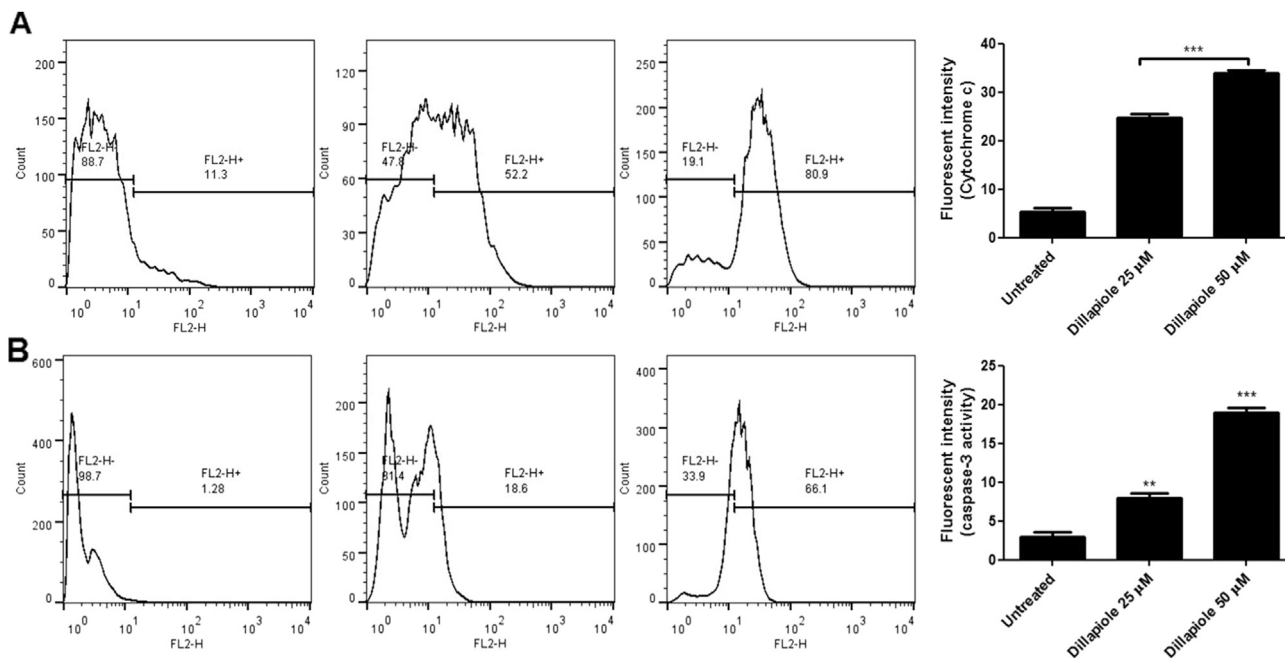 A
200
150
100
50
0
FL2-H-
88.7
FL2-H+
11.3
Count
10^0 10^1 10^2 10^3 10^4
FL2-H
120
90
60
30
0
FL2-H-
47.8
FL2-H+
52.2
Count
10^0 10^1 10^2 10^3 10^4
FL2-H
250
200
150
100
50
0
FL2-H-
19.1
FL2-H+
80.9
Count
10^0 10^1 10^2 10^3 10^4
FL2-H
Fluorescent intensity
(Cytochrome c)
40
30
20
10
0
***
Untreated
Dillapiole 25 µM
Dillapiole 50 µM
B
600
400
200
0
FL2-H-
98.7
FL2-H+
1.28
Count
10^0 10^1 10^2 10^3 10^4
FL2-H
200
150
100
50
0
FL2-H-
81.4
FL2-H+
18.6
Count
10^0 10^1 10^2 10^3 10^4
FL2-H
400
300
200
100
0
FL2-H-
33.9
FL2-H+
66.1
Count
10^0 10^1 10^2 10^3 10^4
FL2-H
Fluorescent intensity
(caspase-3 activity)
25
20
15
10
5
0
**
***
Untreated
Dillapiole 25 µM
Dillapiole 50 µM